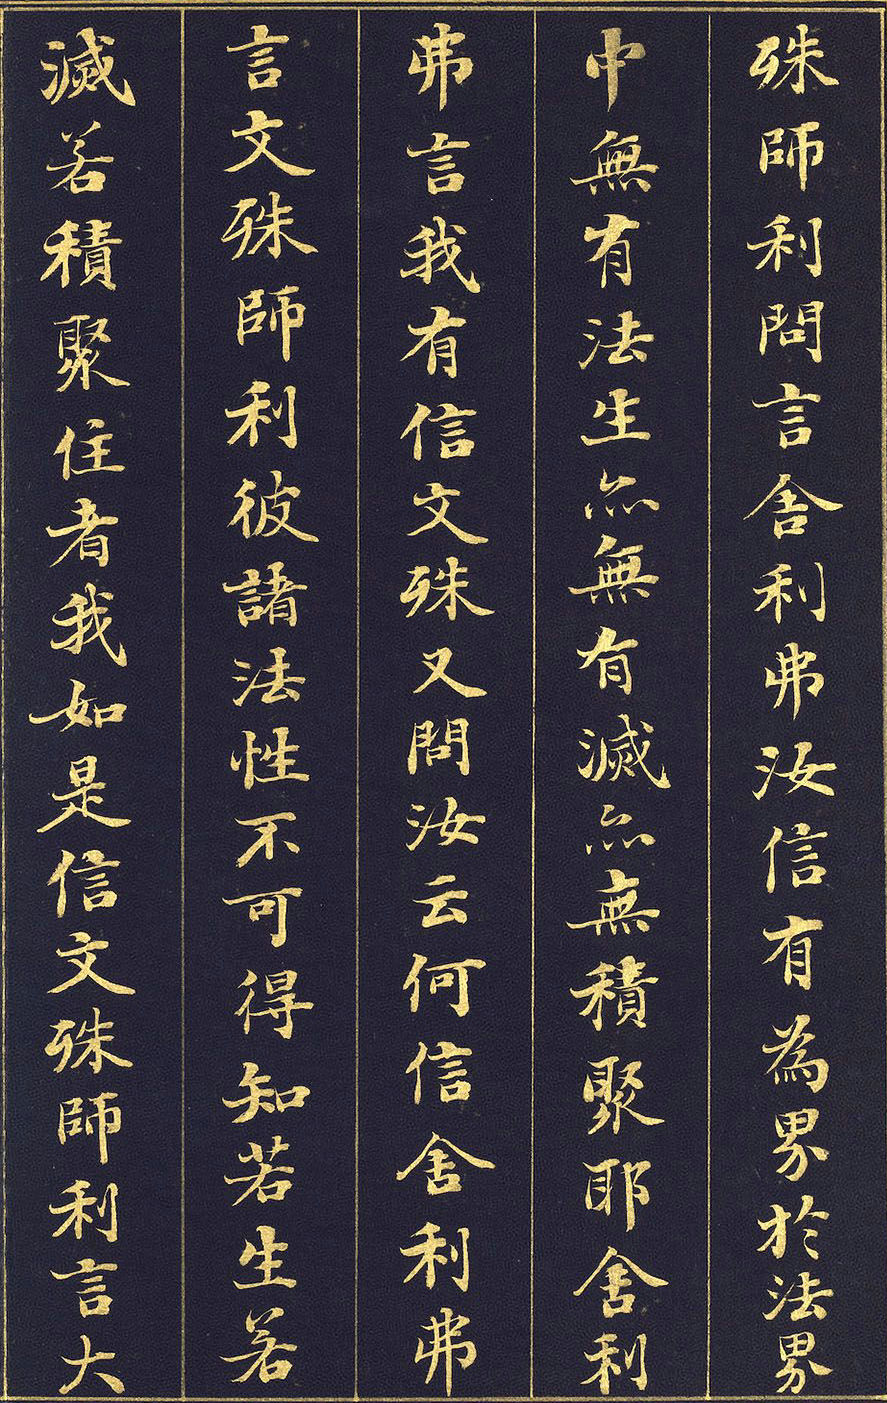 殊師利問言舍利弗汝信有為界於法界
中無有法生亦無有滅亦無積聚耶舍利
弗言我有信文殊又問汝云何信舍利弗
言文殊師利彼諸法性不可得知若生若
滅若積聚住者我如是信文殊師利言大